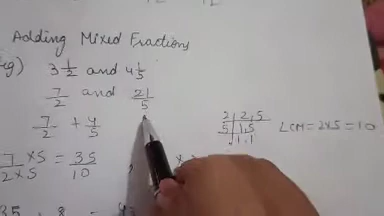 Adding Mixed Fractions
eg) 3 1/2 and 4 1/5
7/2 and 21/5
7/2 + 4/5
2 | 2, 5
5 | 1, 5
1, 1
LCM = 2 x 5 = 10
7 x 5 / 2 x 5 = 35/10